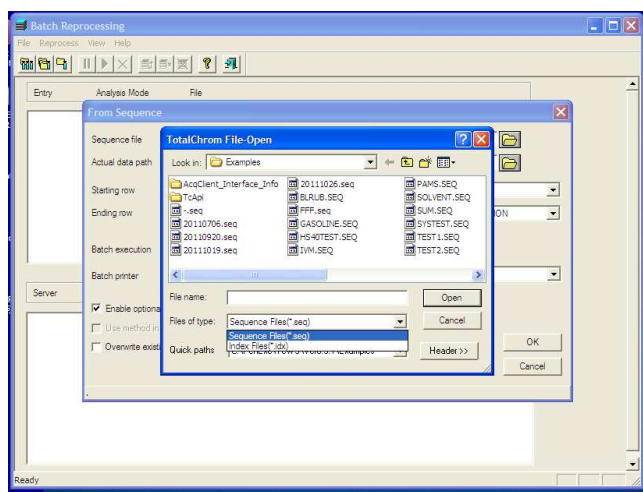 Batch Reprocessing
File Reprocess View Help
Entry Analysis Mode File
From Sequence
Sequence file
Actual data path
Starting row
Ending row
ION
Batch execution
Batch printer
Server
Enable optiona
Use method in
Overwrite exist
OK
Cancel
TotalChrom File-Open
Look in: Examples
AcqClient_Interface_Info 20111026.seq PAMS.SEQ
TcApi BLRUB.SEQ SOLVENT.SEQ
-.seq FFF.seq SUM.SEQ
20110706.seq GASOLINE.SEQ SYSTEST.SEQ
20110920.seq HS40TEST.SEQ TEST1.SEQ
20111019.seq IVM.SEQ TEST2.SEQ
File name: Open
Files of type: Sequence Files(*.seq) Cancel
Sequence Files(*.seq)
Index Files(*.idx)
Quick paths Header >>
Ready